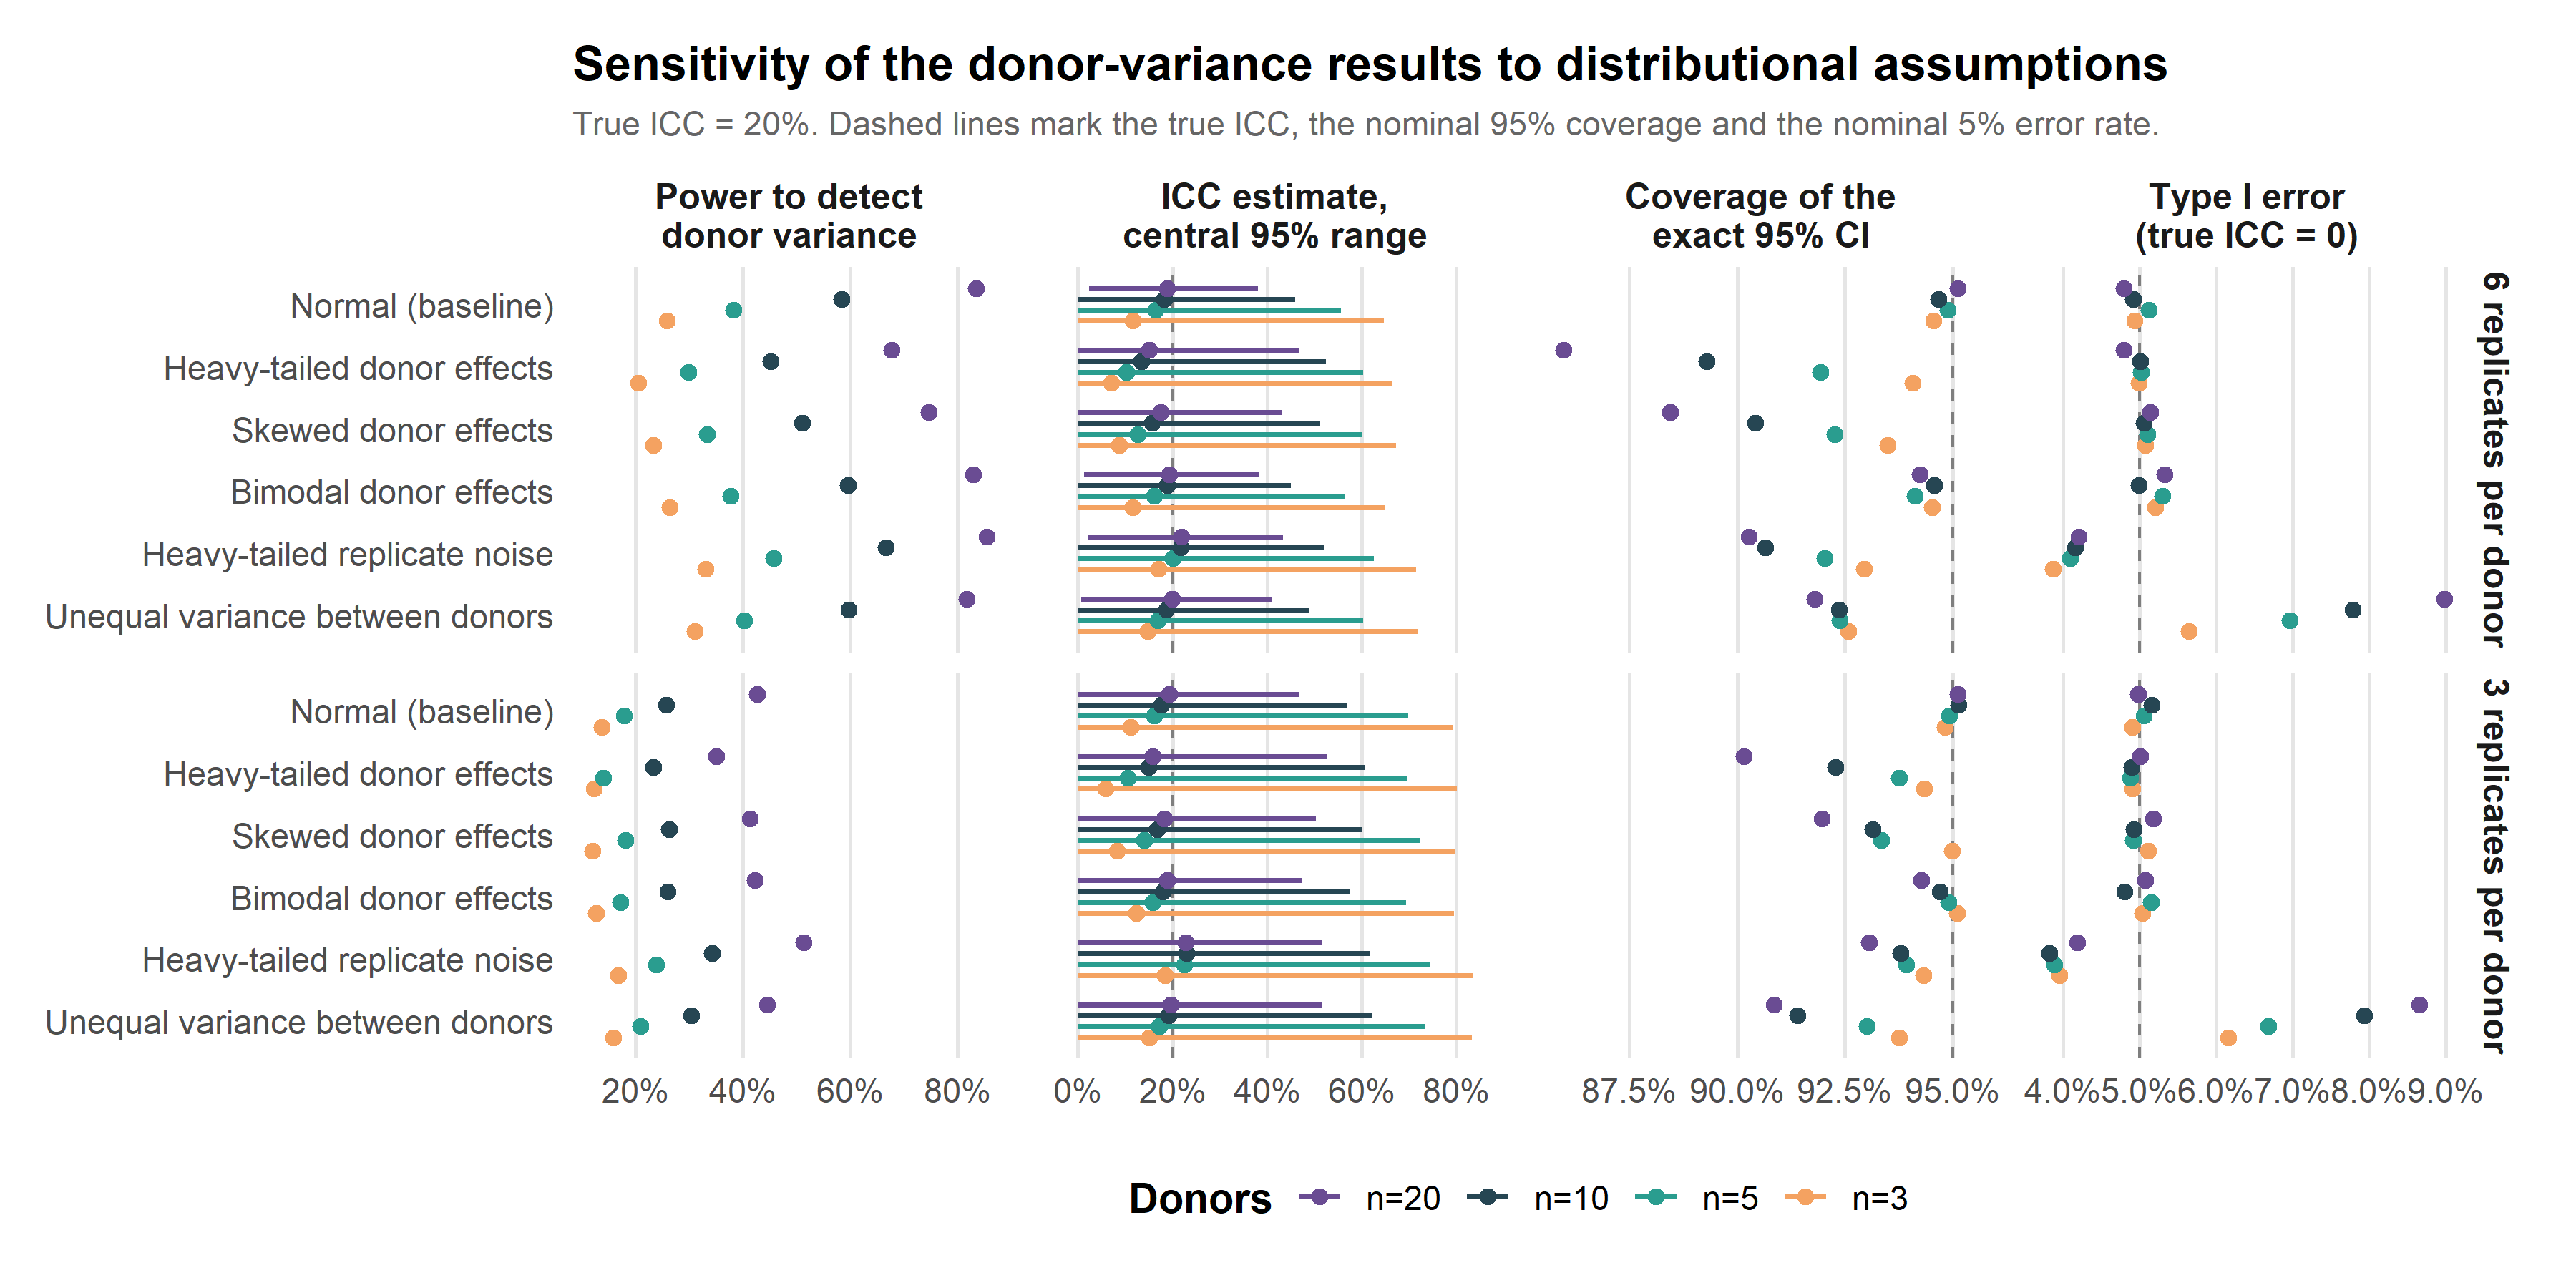 Sensitivity of the donor-variance results to distributional assumptions
True ICC = 20%. Dashed lines mark the true ICC, the nominal 95% coverage and the nominal 5% error rate.
Power to detect
donor variance
ICC estimate,
central 95% range
Coverage of the
exact 95% CI
Type I error
(true ICC = 0)
Normal (baseline)
Heavy-tailed donor effects
Skewed donor effects
Bimodal donor effects
Heavy-tailed replicate noise
Unequal variance between donors
6 replicates per donor
Normal (baseline)
Heavy-tailed donor effects
Skewed donor effects
Bimodal donor effects
Heavy-tailed replicate noise
Unequal variance between donors
3 replicates per donor
20% 40% 60% 80%
0% 20% 40% 60% 80%
87.5% 90.0% 92.5% 95.0%
4.0% 5.0% 6.0% 7.0% 8.0% 9.0%
Donors n=20 n=10 n=5 n=3